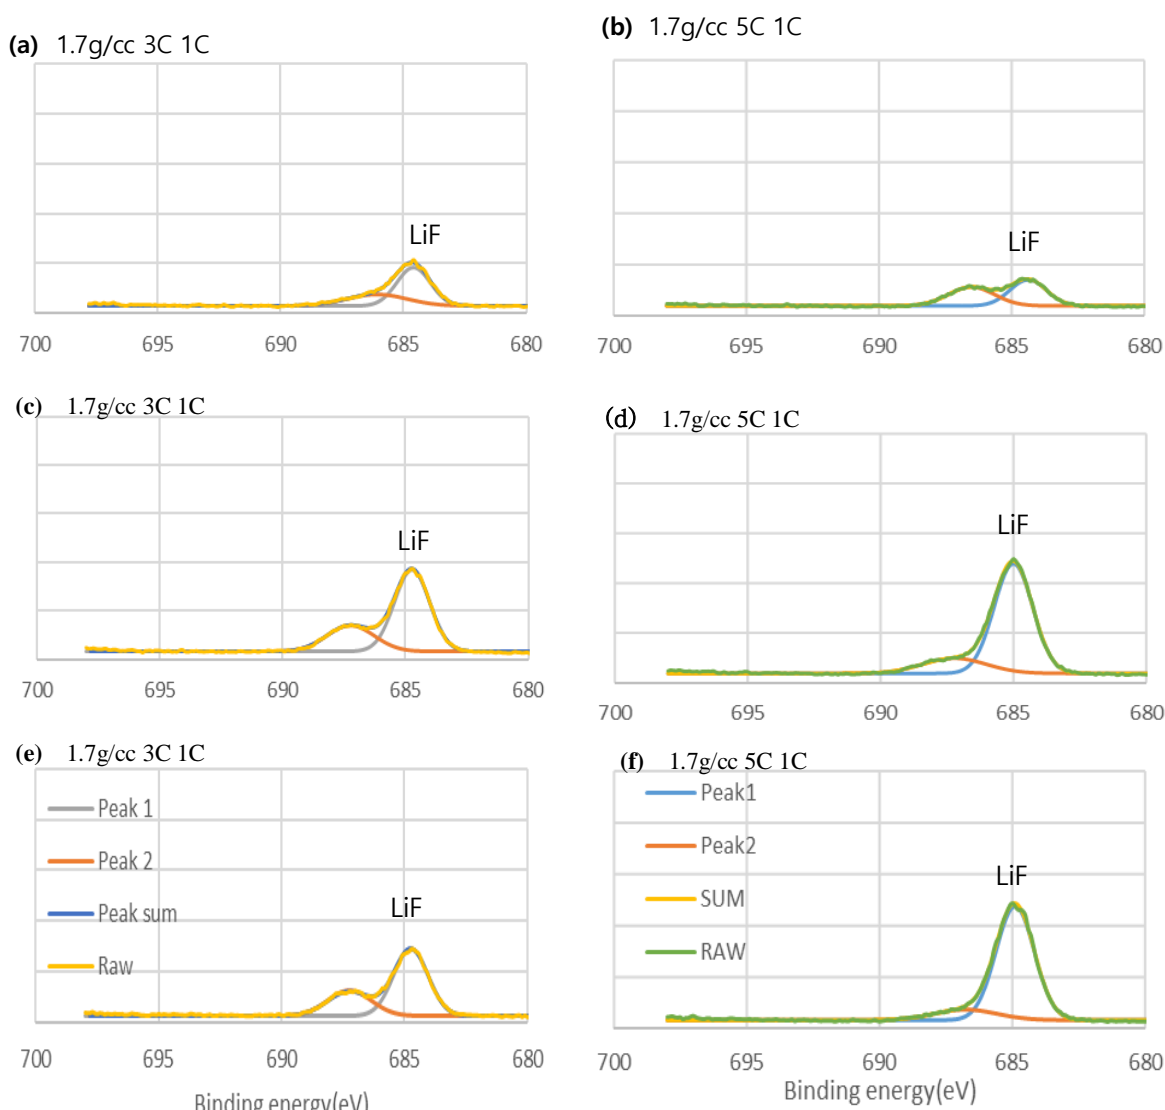 (a) 1.7g/cc 3C 1C
LiF
700 695 690 685 680
(b) 1.7g/cc 5C 1C
LiF
700 695 690 685 680
(c) 1.7g/cc 3C 1C
LiF
700 695 690 685 680
(d) 1.7g/cc 5C 1C
LiF
700 695 690 685 680
(e) 1.7g/cc 3C 1C
Peak 1
Peak 2
Peak sum
Raw
LiF
700 695 690 685 680
Binding energy(eV)
(f) 1.7g/cc 5C 1C
Peak1
Peak2
SUM
RAW
LiF
700 695 690 685 680
Binding energy(eV)